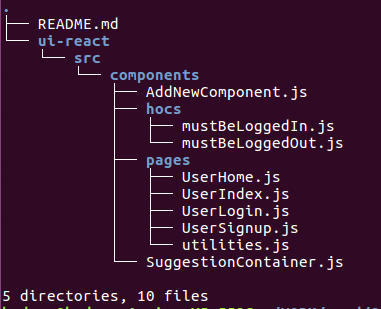 .
├── README.md
└── ui-react
    └── src
        └── components
            ├── AddNewComponent.js
            ├── hocs
            │   ├── mustBeLoggedIn.js
            │   └── mustBeLoggedOut.js
            ├── pages
            │   ├── UserHome.js
            │   ├── UserIndex.js
            │   ├── UserLogin.js
            │   ├── UserSignup.js
            │   └── utilities.js
            └── SuggestionContainer.js
5 directories, 10 files